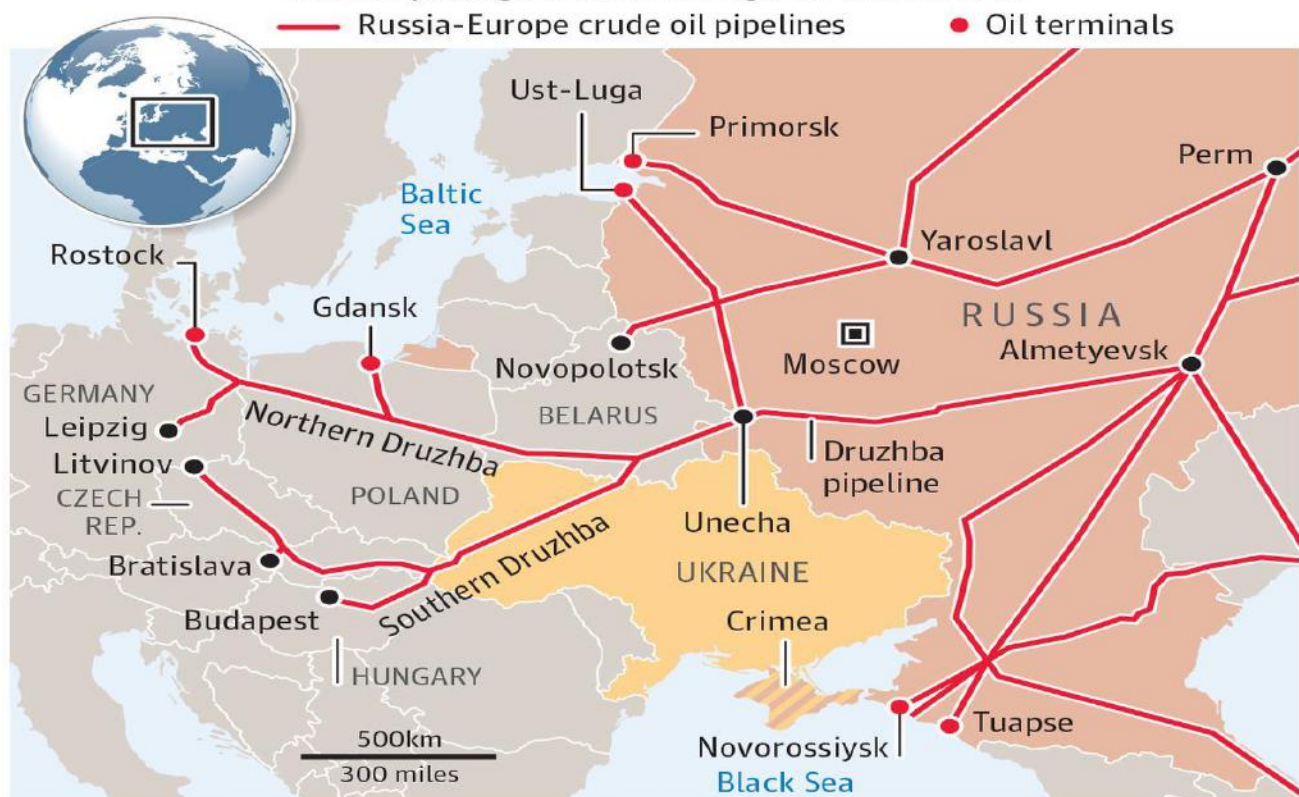 Russia-Europe crude oil pipelines
Oil terminals
Ust-Luga
Primorsk
Perm
Baltic
Sea
Yaroslavl
Rostock
Gdansk
RUSSIA
Novopolotsk
Moscow
Almetyevsk
GERMANY
BELARUS
Leipzig
Northern Druzhba
Litvinov
Druzhba
pipeline
CZECH
REP.
POLAND
Unecha
Bratislava
Southern Druzhba
UKRAINE
Budapest
Crimea
HUNGARY
Tuapse
500km
300 miles
Novorossiysk
Black Sea